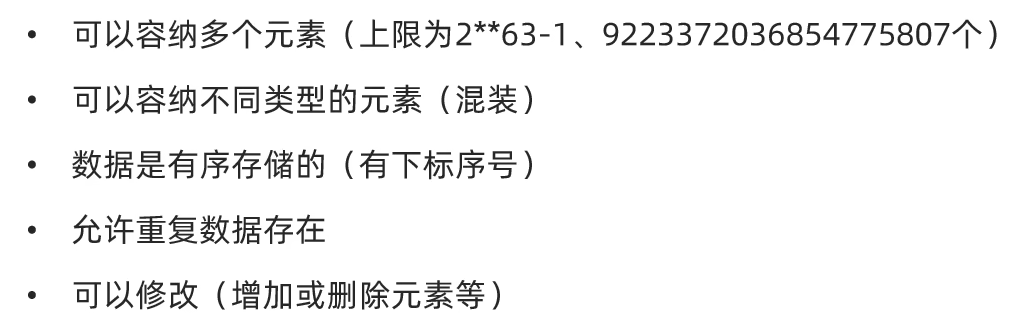 • 可以容纳多个元素（上限为2**63-1、9223372036854775807个）
• 可以容纳不同类型的元素（混装）
• 数据是有序存储的（有下标序号）
• 允许重复数据存在
• 可以修改（增加或删除元素等）